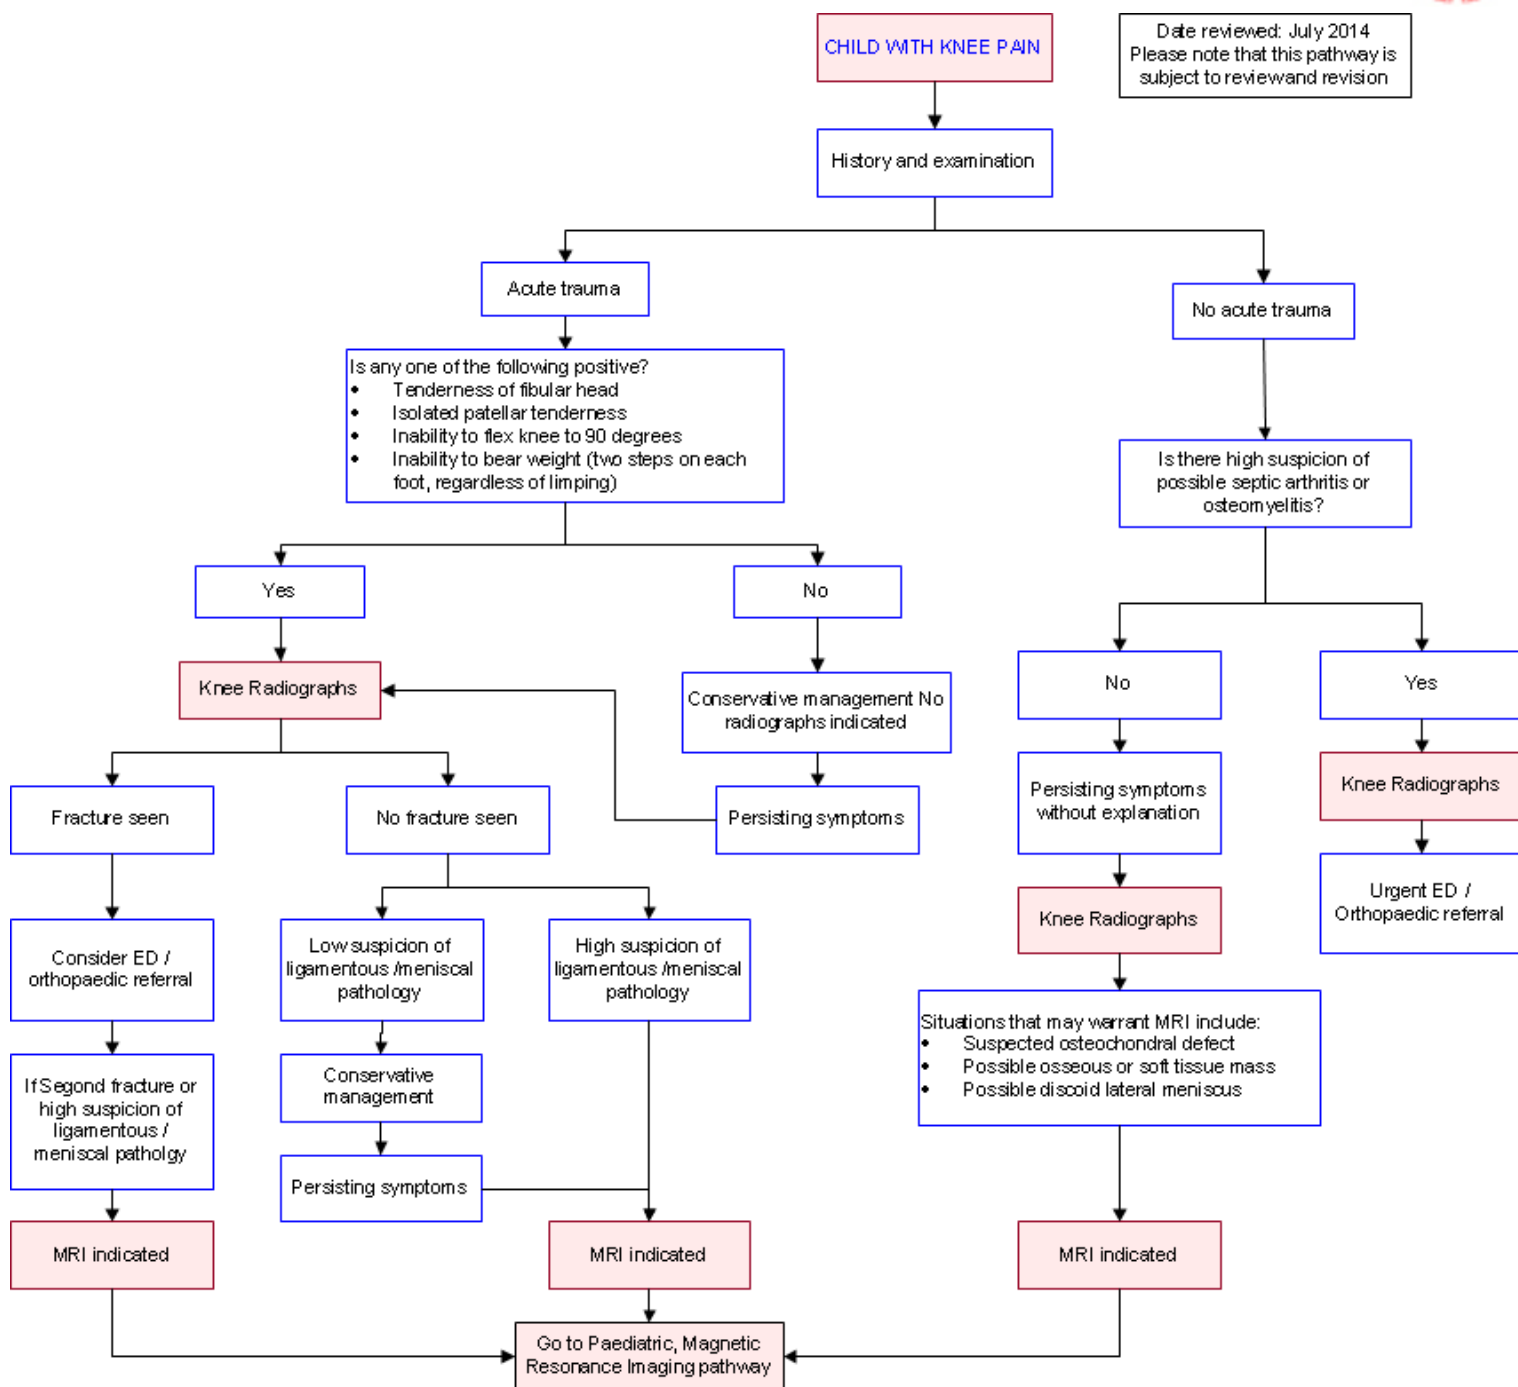 CHILD WITH KNEE PAIN
Date reviewed: July 2014
Please note that this pathway is
subject to reviewand revision
History and examination
Acute trauma
No acute trauma
Is any one of the following positive?
• Tenderness of fibular head
• Isolated patellar tenderness
• Inability to flex knee to 90 degrees
• Inability to bear weight (two steps on each
foot, regardless of limping)
Is there high suspicion of
possible septic arthritis or
osteomyelitis?
Yes
No
No
Yes
Knee Radiographs
Conservative management No
radiographs indicated
Persisting symptoms
without explanation
Knee Radiographs
Fracture seen
No fracture seen
Persisting symptoms
Urgent ED /
Orthopaedic referral
Knee Radiographs
Consider ED /
orthopaedic referral
Low suspicion of
ligamentous /meniscal
pathology
High suspicion of
ligamentous /meniscal
pathology
Situations that may warrant MRI include:
• Suspected osteochondral defect
• Possible osseous or soft tissue mass
• Possible discoid lateral meniscus
If Segond fracture or
high suspicion of
ligamentous /
meniscal patholgy
Conservative
management
Persisting symptoms
MRI indicated
MRI indicated
MRI indicated
Go to Paediatric, Magnetic
Resonance Imaging pathway